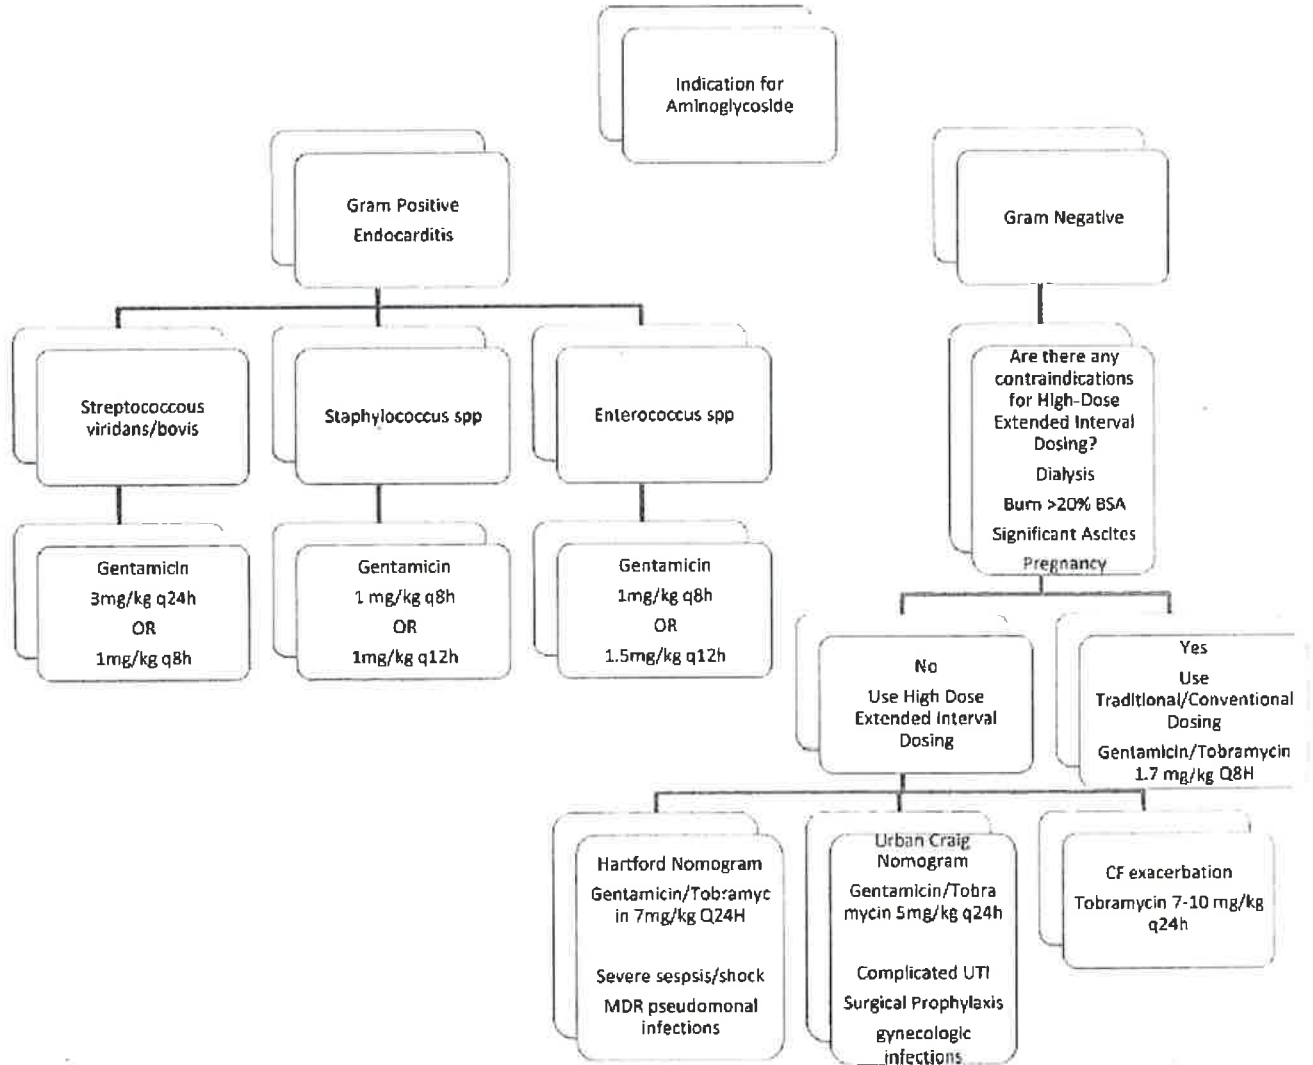 Indication for
Aminoglycoside
Gram Positive
Endocarditis
Gram Negative
Streptococcous
viridans/bovis
Staphylococcus spp
Enterococcus spp
Are there any
contraindications
for High-Dose
Extended Interval
Dosing?
Dialysis
Burn >20% BSA
Significant Ascites
Pregnancy
Gentamicin
3mg/kg q24h
OR
1mg/kg q8h
Gentamicin
1 mg/kg q8h
OR
1mg/kg q12h
Gentamicin
1mg/kg q8h
OR
1.5mg/kg q12h
No
Use High Dose
Extended Interval
Dosing
Yes
Use
Traditional/Conventional
Dosing
Gentamicin/Tobramycin
1.7 mg/kg Q8H
Hartford Nomogram
Gentamicin/Tobramyc
in 7mg/kg Q24H
Severe sespsis/shock
MDR pseudomonal
infections
Urban Craig
Nomogram
Gentamicin/Tobra
mycin 5mg/kg q24h
Complicated UTI
Surgical Prophylaxis
gynecologic
infections
CF exacerbation
Tobramycin 7-10 mg/kg
q24h